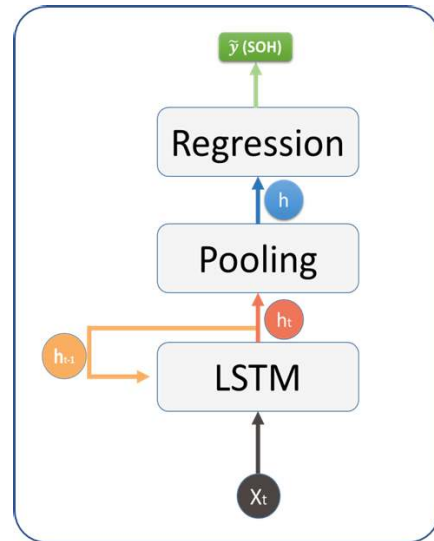 ỹ (SOH)
Regression
h
Pooling
hₜ
hₜ₋₁
LSTM
Xₜ